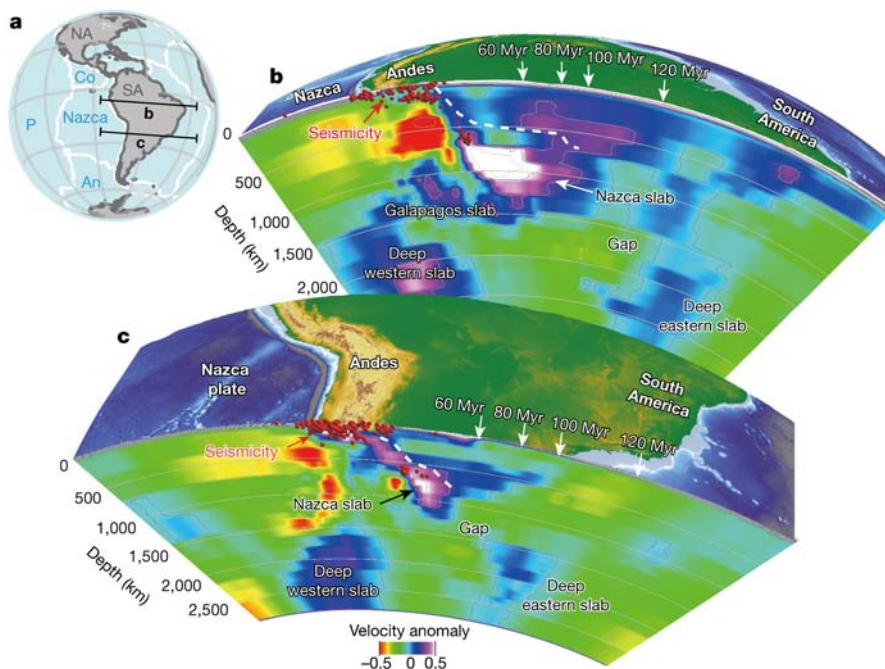 a
NA
Co
SA
b
P
Nazca
c
An
b
Nazca
Andes
60 Myr
80 Myr
100 Myr
120 Myr
South
America
Seismicity
Nazca slab
Galapagos slab
Gap
Deep
western slab
Deep
eastern slab
0
500
1,000
1,500
2,000
Depth (km)
c
Nazca
plate
Andes
South
America
60 Myr
80 Myr
100 Myr
120 Myr
Seismicity
Nazca slab
Gap
Deep
western slab
Deep
eastern slab
0
500
1,000
1,500
2,000
2,500
Depth (km)
Velocity anomaly
–0.5 0 0.5